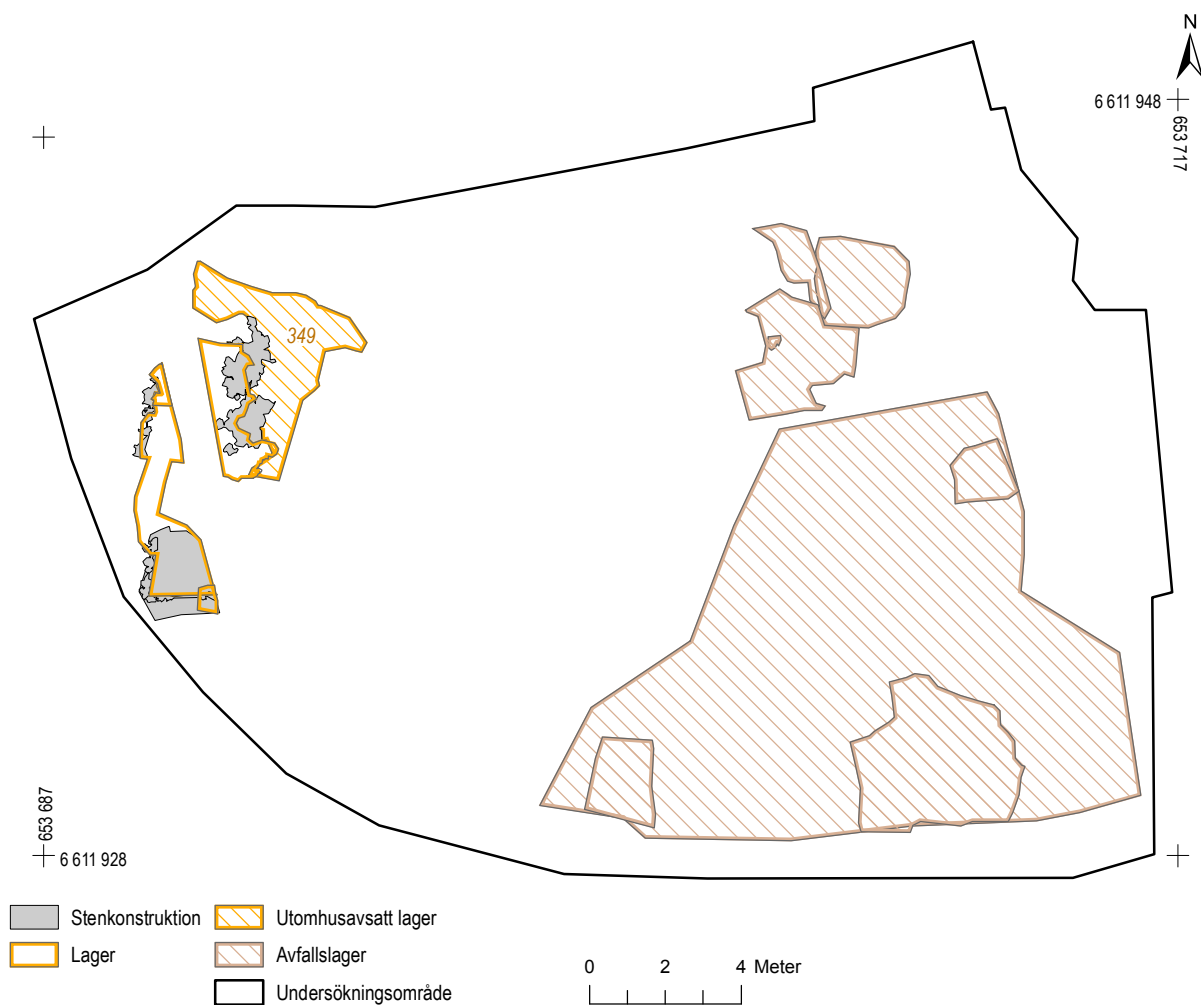 N
6 611 948
653 717
349
653 687
6 611 928
Stenkonstruktion
Utomhusavsatt lager
Lager
Avfallslager
Undersökningsområde
0 2 4 Meter